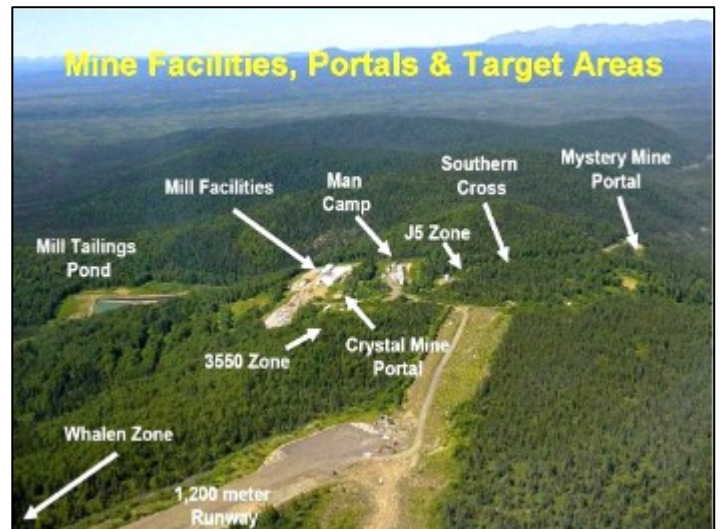 Mine Facilities, Portals & Target Areas
Mystery Mine
Portal
Southern
Cross
Man
Camp
Mill Facilities
J5 Zone
Mill Tailings
Pond
3550 Zone
Crystal Mine
Portal
Whalen Zone
1,200 meter
Runway